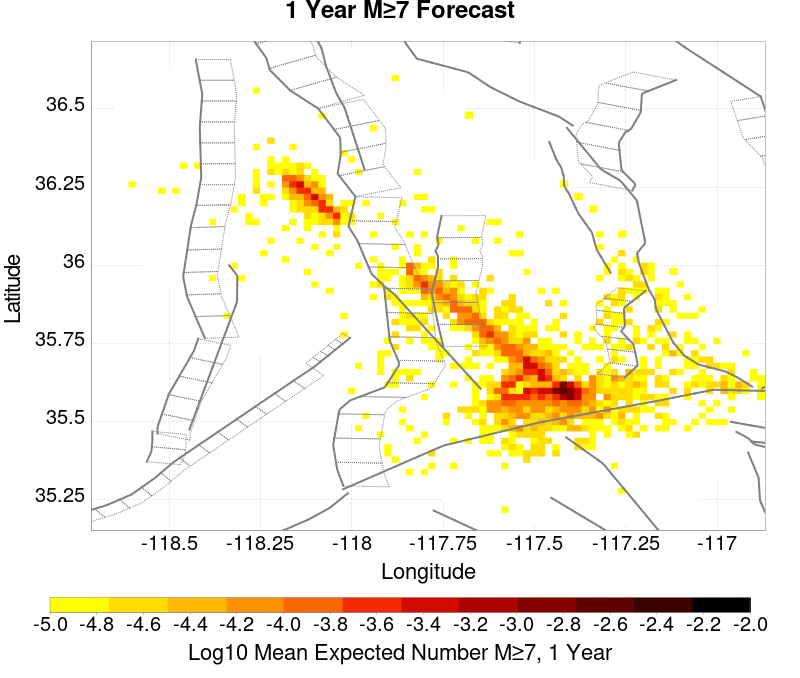 1 Year M≥7 Forecast
Latitude
36.5
36.25
36
35.75
35.5
35.25
-118.5 -118.25 -118 -117.75 -117.5 -117.25 -117
Longitude
-5.0 -4.8 -4.6 -4.4 -4.2 -4.0 -3.8 -3.6 -3.4 -3.2 -3.0 -2.8 -2.6 -2.4 -2.2 -2.0
Log10 Mean Expected Number M≥7, 1 Year